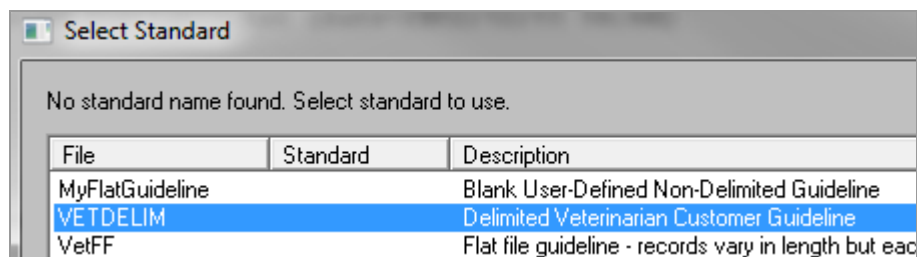 Select Standard
No standard name found. Select standard to use.
File Standard Description
MyFlatGuideline Blank User-Defined Non-Delimited Guideline
VETDELIM Delimited Veterinarian Customer Guideline
VetFF Flat file guideline - records vary in length but eac